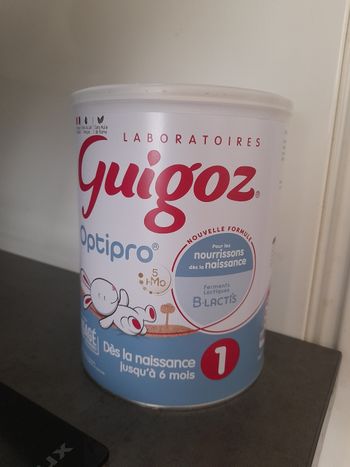 LABORATOIRES
Guigoz®
Optipro®
NOUVELLE FORMULE
Pour les
nourrissons
dès la naissance
Ferments
Lactiques
B·LACTIS
5
HMO
Dès la naissance
jusqu'à 6 mois
1
UX